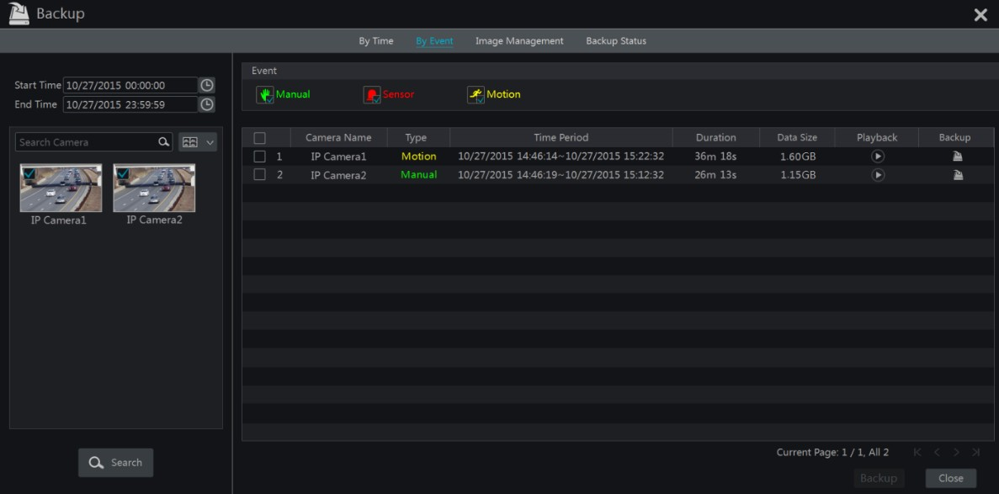 Backup
By Time By Event Image Management Backup Status
Start Time 10/27/2015 00:00:00
End Time 10/27/2015 23:59:59
Search Camera
IP Camera1 IP Camera2
Search
Event
Manual Sensor Motion
Camera Name Type Time Period Duration Data Size Playback Backup
1 IP Camera1 Motion 10/27/2015 14:46:14~10/27/2015 15:22:32 36m 18s 1.60GB
2 IP Camera2 Manual 10/27/2015 14:46:19~10/27/2015 15:12:32 26m 13s 1.15GB
Current Page: 1 / 1, All 2
Backup Close